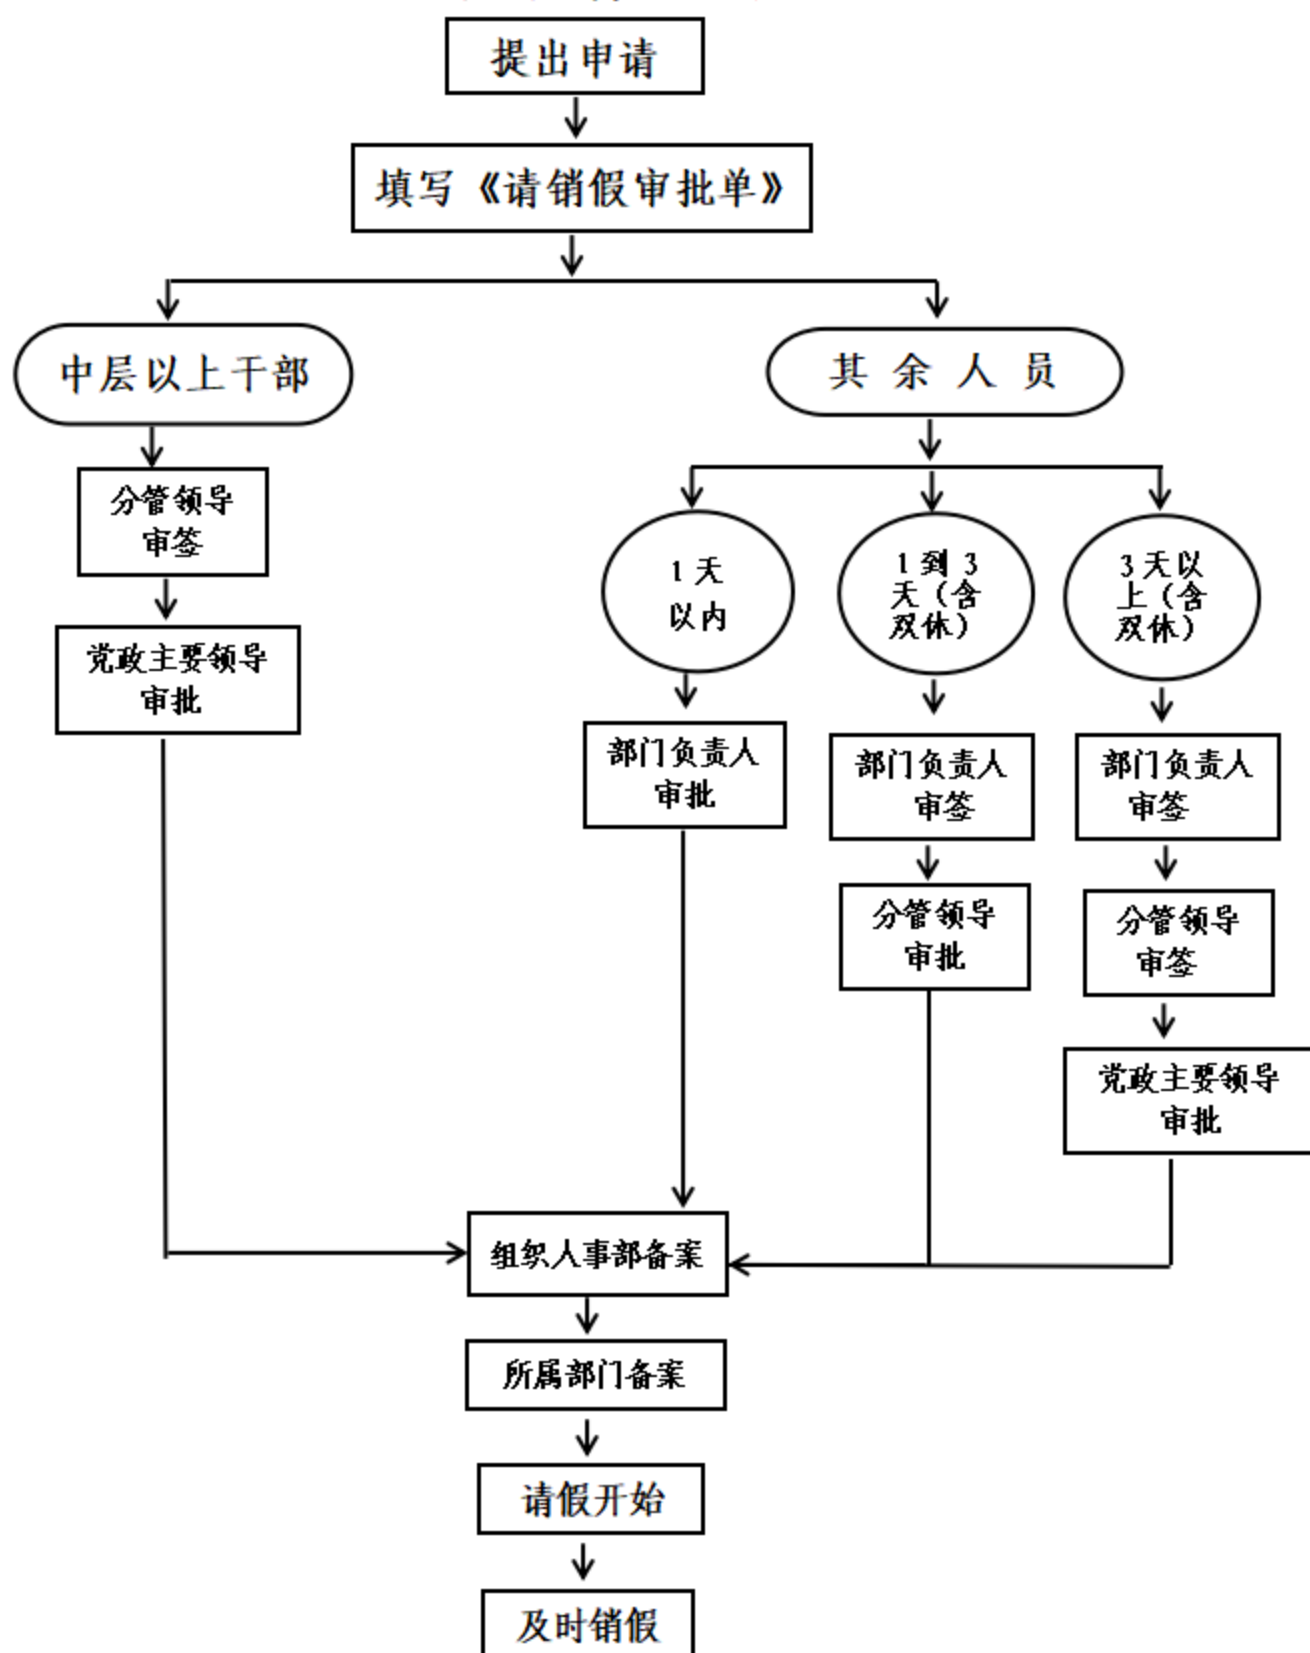 提出申请
填写《请销假审批单》
中层以上干部
其余人员
分管领导
审签
党政主要领导
审批
1天
以内
1到3
天（含
双休）
3天以
上（含
双休）
部门负责人
审批
部门负责人
审签
部门负责人
审签
分管领导
审批
分管领导
审签
党政主要领导
审批
组织人事部备案
所属部门备案
请假开始
及时销假